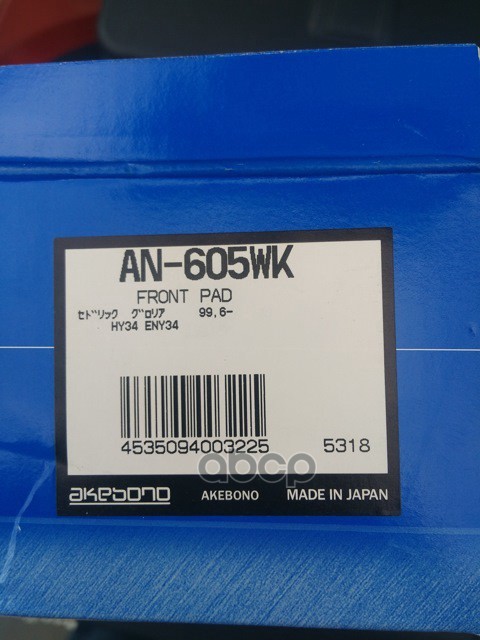 AN-605WK
FRONT PAD
ｾﾄﾞﾘｯｸ ｸﾞﾛﾘｱ 99,6-
HY34 ENY34
4535094003225 5318
abcp
akebono AKEBONO MADE IN JAPAN